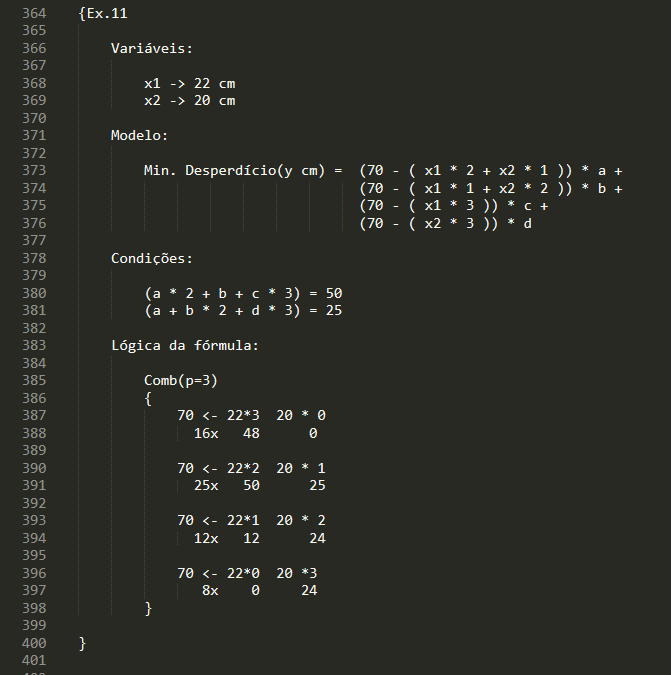 364 {Ex.11
365
366 Variáveis:
367
368 x1 -> 22 cm
369 x2 -> 20 cm
370
371 Modelo:
372
373 Min. Desperdício(y cm) = (70 - ( x1 * 2 + x2 * 1 )) * a +
374 (70 - ( x1 * 1 + x2 * 2 )) * b +
375 (70 - ( x1 * 3 )) * c +
376 (70 - ( x2 * 3 )) * d
377
378 Condições:
379
380 (a * 2 + b + c * 3) = 50
381 (a + b * 2 + d * 3) = 25
382
383 Lógica da fórmula:
384
385 Comb(p=3)
386 {
387 70 <- 22*3 20 * 0
388 16x 48 0
389
390 70 <- 22*2 20 * 1
391 25x 50 25
392
393 70 <- 22*1 20 * 2
394 12x 12 24
395
396 70 <- 22*0 20 *3
397 8x 0 24
398 }
399
400 }
401